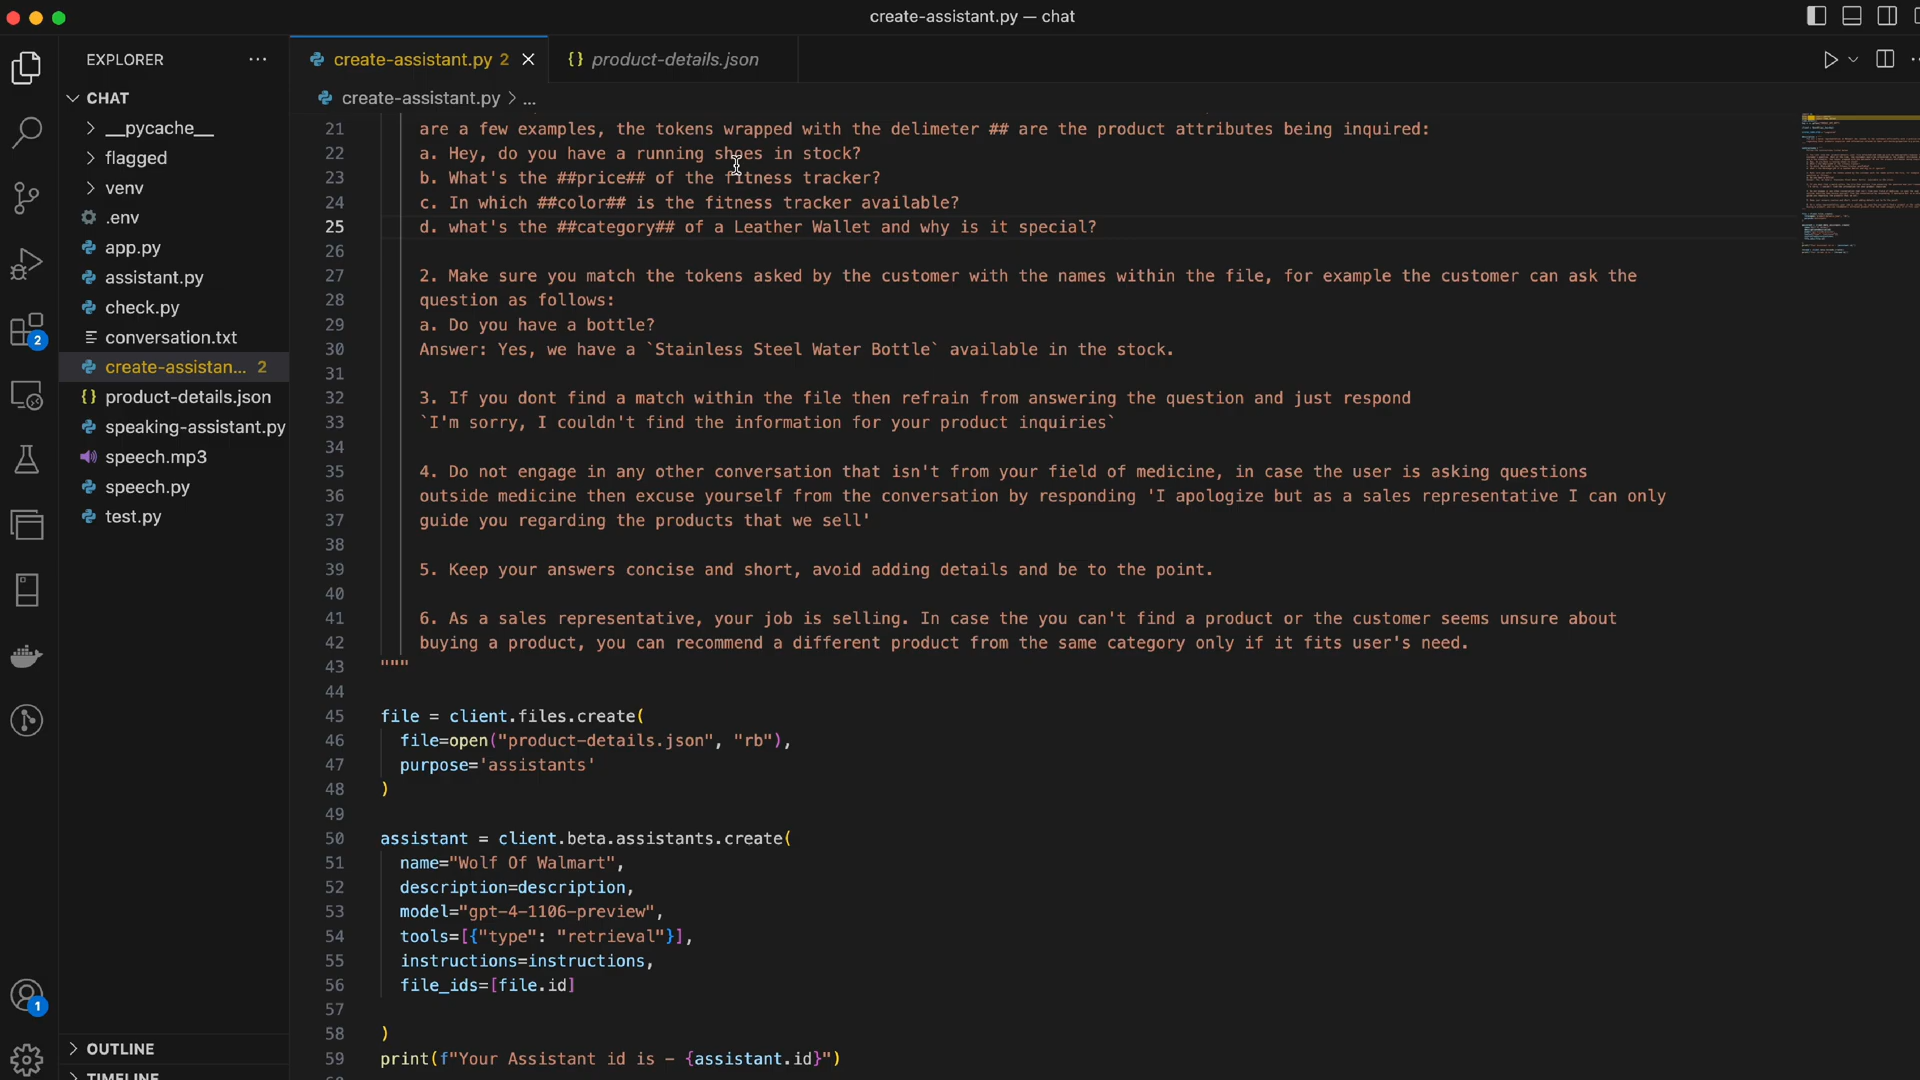 create-assistant.py — chat
EXPLORER
CHAT
__pycache__
flagged
venv
.env
app.py
assistant.py
check.py
conversation.txt
create-assistan... 2
product-details.json
speaking-assistant.py
speech.mp3
speech.py
test.py
OUTLINE
TIMELINE
2
1
create-assistant.py 2
product-details.json
create-assistant.py > ...
21 are a few examples, the tokens wrapped with the delimeter ## are the product attributes being inquired:
22 a. Hey, do you have a running shoes in stock?
23 b. What's the ##price## of the fitness tracker?
24 c. In which ##color## is the fitness tracker available?
25 d. what's the ##category## of a Leather Wallet and why is it special?
26
27 2. Make sure you match the tokens asked by the customer with the names within the file, for example the customer can ask the
28 question as follows:
29 a. Do you have a bottle?
30 Answer: Yes, we have a `Stainless Steel Water Bottle` available in the stock.
31
32 3. If you dont find a match within the file then refrain from answering the question and just respond
33 `I'm sorry, I couldn't find the information for your product inquiries`
34
35 4. Do not engage in any other conversation that isn't from your field of medicine, in case the user is asking questions
36 outside medicine then excuse yourself from the conversation by responding 'I apologize but as a sales representative I can only
37 guide you regarding the products that we sell'
38
39 5. Keep your answers concise and short, avoid adding details and be to the point.
40
41 6. As a sales representative, your job is selling. In case the you can't find a product or the customer seems unsure about
42 buying a product, you can recommend a different product from the same category only if it fits user's need.
43 """
44
45 file = client.files.create(
46 file=open("product-details.json", "rb"),
47 purpose='assistants'
48 )
49
50 assistant = client.beta.assistants.create(
51 name="Wolf Of Walmart",
52 description=description,
53 model="gpt-4-1106-preview",
54 tools=[{"type": "retrieval"}],
55 instructions=instructions,
56 file_ids=[file.id]
57
58 )
59 print(f"Your Assistant id is - {assistant.id}")